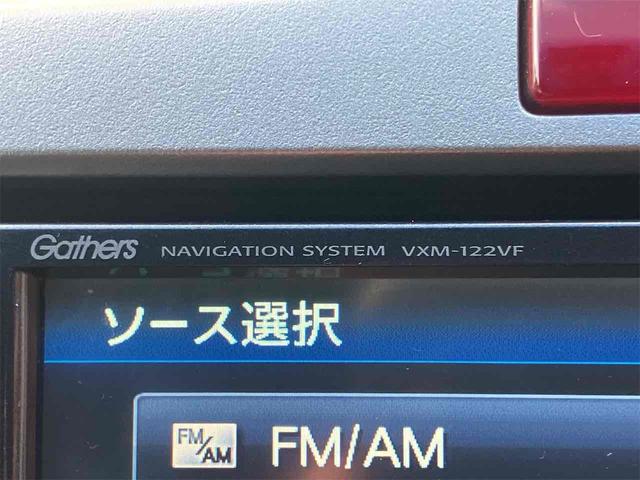 Gathers NAVIGATION SYSTEM VXM-122VF
ソース選択
FM/AM FM/AM